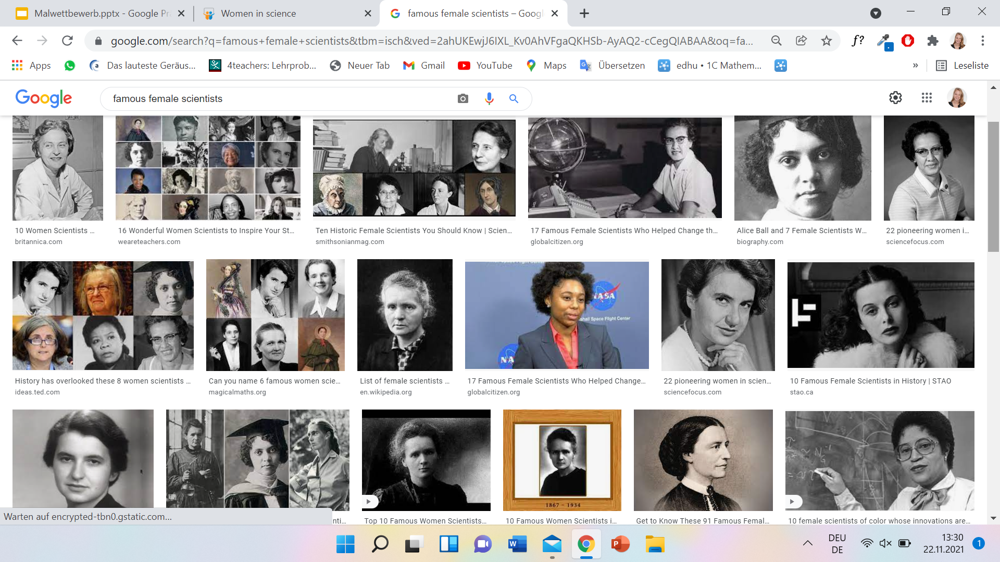 Malwettbewerb.pptx - Google Pr
Women in science
famous female scientists – Googl
google.com/search?q=famous+female+scientists&tbm=isch&ved=2ahUKEwjJ6IXL_Kv0AhVFgaQKHSb-AyAQ2-cCegQIABAA&oq=fa...
f?
Apps
Das lauteste Geräus...
4teachers: Lehrprob...
Neuer Tab
Gmail
YouTube
Maps
Übersetzen
edhu • 1C Mathem...
»
Leseliste
Google
famous female scientists
10 Women Scientists ...
britannica.com
16 Wonderful Women Scientists to Inspire Your St...
weareteachers.com
Ten Historic Female Scientists You Should Know | Scien...
smithsonianmag.com
17 Famous Female Scientists Who Helped Change th...
globalcitizen.org
Alice Ball and 7 Female Scientists W...
biography.com
22 pioneering women i...
sciencefocus.com
NASA
shall Space Flight Center
NA
History has overlooked these 8 women scientists ...
ideas.ted.com
Can you name 6 famous women scie...
magicalmaths.org
List of female scientists ...
en.wikipedia.org
17 Famous Female Scientists Who Helped Change...
globalcitizen.org
22 pioneering women in scien...
sciencefocus.com
10 Famous Female Scientists in History | STAO
stao.ca
1867 – 1934
Warten auf encrypted-tbn0.gstatic.com...
nti...
Top 10 Famous Women Scientists...
10 Famous Women Scientists i...
Get to Know These 91 Famous Femal...
10 female scientists of color whose innovations are...
DEU
DE
13:30
22.11.2021
1